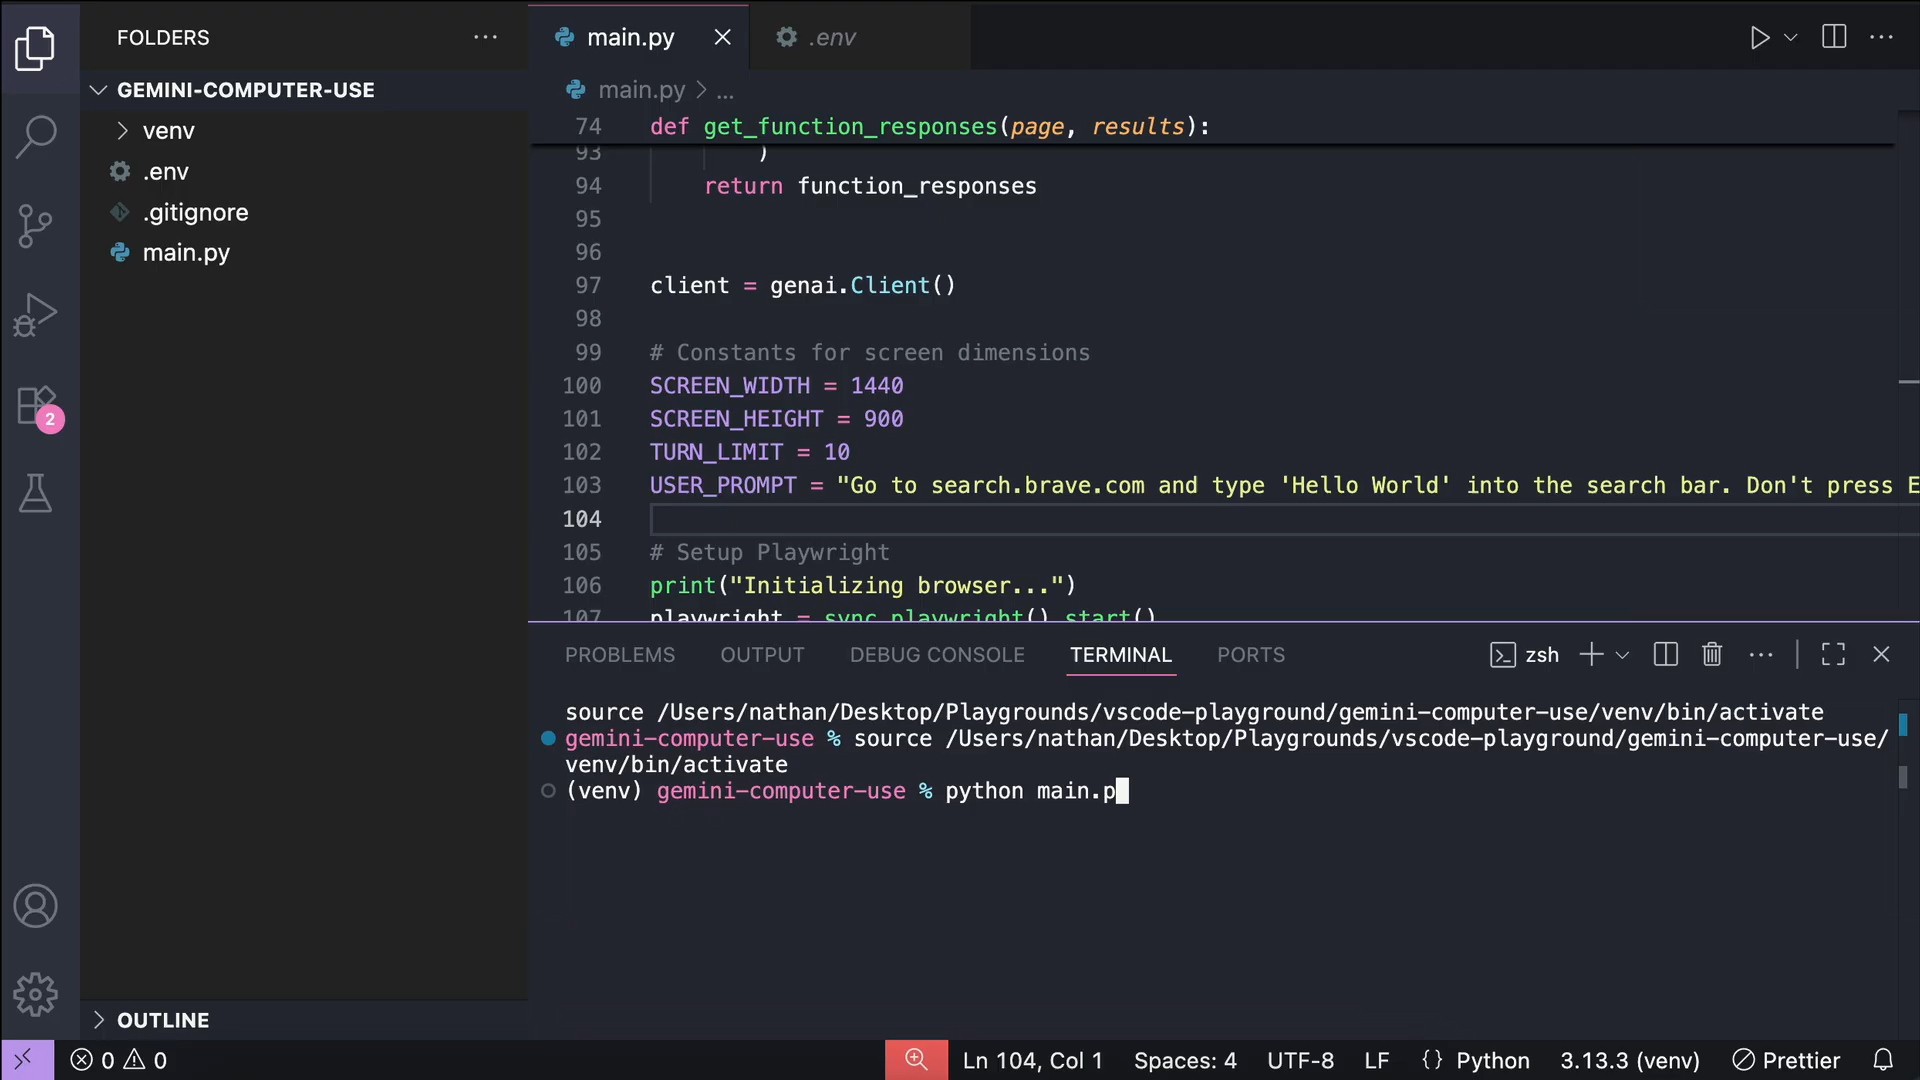 FOLDERS
main.py
.env
GEMINI-COMPUTER-USE
main.py > ...
venv
.env
.gitignore
main.py
74 def get_function_responses(page, results):
93 )
94 return function_responses
95
96
97 client = genai.Client()
98
99 # Constants for screen dimensions
100 SCREEN_WIDTH = 1440
101 SCREEN_HEIGHT = 900
102 TURN_LIMIT = 10
103 USER_PROMPT = "Go to search.brave.com and type 'Hello World' into the search bar. Don't press E
104
105 # Setup Playwright
106 print("Initializing browser...")
107 playwright = sync_playwright().start()
2
PROBLEMS OUTPUT DEBUG CONSOLE TERMINAL PORTS zsh
source /Users/nathan/Desktop/Playgrounds/vscode-playground/gemini-computer-use/venv/bin/activate
gemini-computer-use % source /Users/nathan/Desktop/Playgrounds/vscode-playground/gemini-computer-use/
venv/bin/activate
(venv) gemini-computer-use % python main.p
OUTLINE
0 0 Ln 104, Col 1 Spaces: 4 UTF-8 LF {} Python 3.13.3 (venv) Prettier